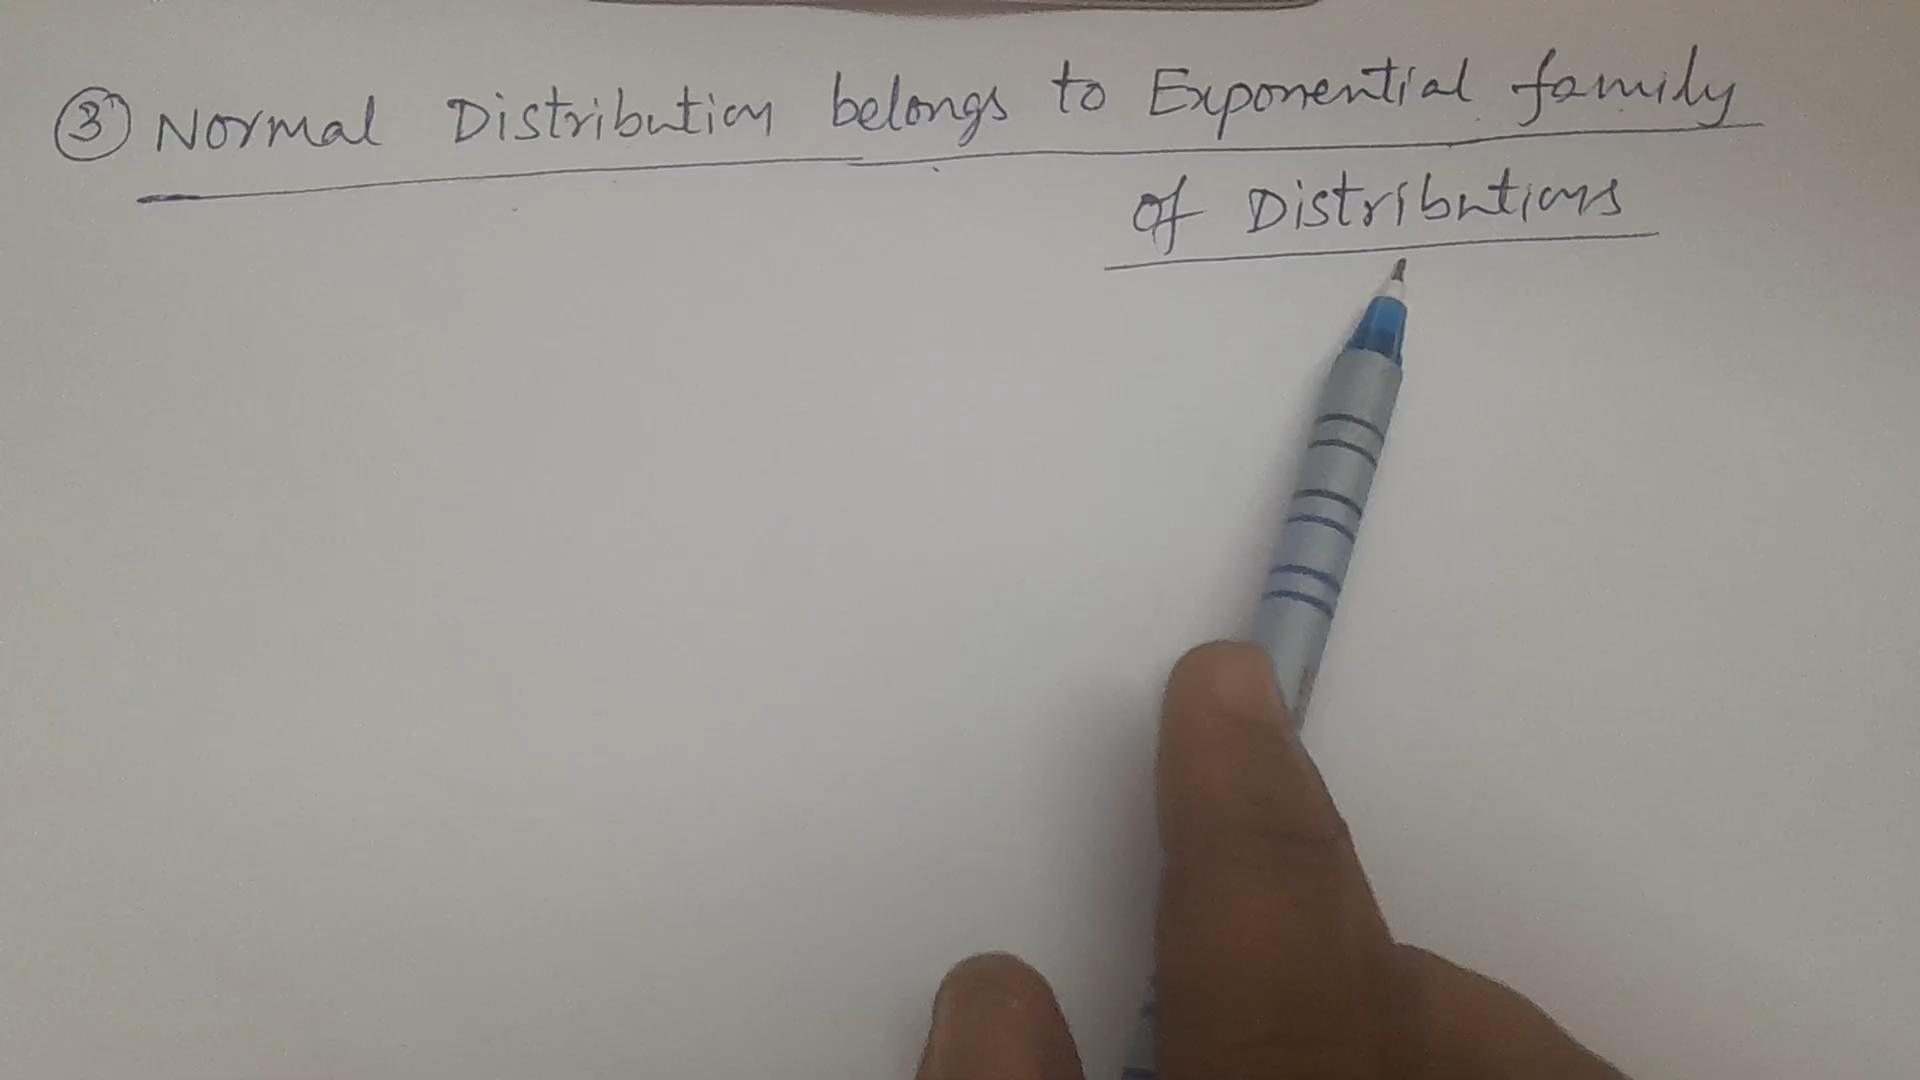 ③ Normal Distribution belongs to Exponential family
of Distributions